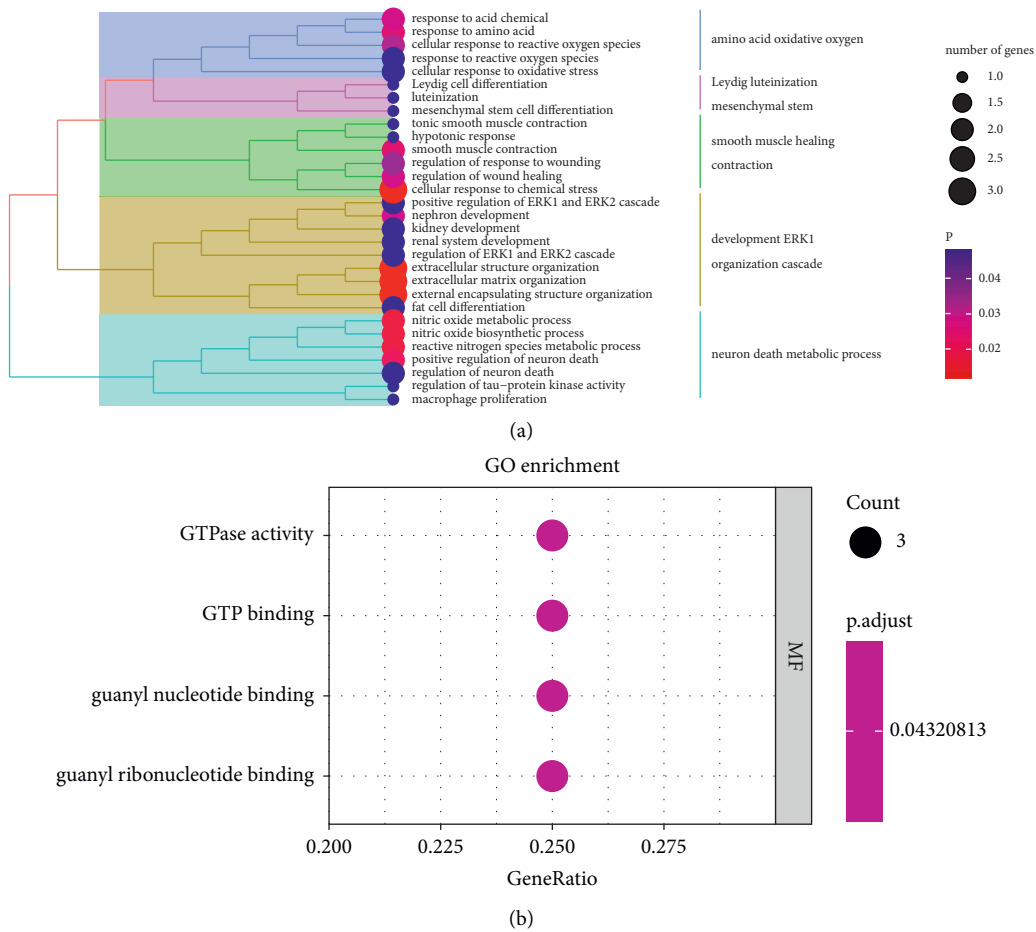 response to acid chemical
response to amino acid
cellular response to reactive oxygen species
response to reactive oxygen species
cellular response to oxidative stress
Leydig cell differentiation
luteinization
mesenchymal stem cell differentiation
tonic smooth muscle contraction
hypotonic response
smooth muscle contraction
regulation of response to wounding
regulation of wound healing
cellular response to chemical stress
positive regulation of ERK1 and ERK2 cascade
nephron development
kidney development
renal system development
regulation of ERK1 and ERK2 cascade
extracellular structure organization
extracellular matrix organization
external encapsulating structure organization
fat cell differentiation
nitric oxide metabolic process
nitric oxide biosynthetic process
reactive nitrogen species metabolic process
positive regulation of neuron death
regulation of neuron death
regulation of tau−protein kinase activity
macrophage proliferation
amino acid oxidative oxygen
Leydig luteinization
mesenchymal stem
smooth muscle healing
contraction
development ERK1
organization cascade
neuron death metabolic process
number of genes
1.0
1.5
2.0
2.5
3.0
P
0.04
0.03
0.02
(a)
GO enrichment
GTPase activity
GTP binding
guanyl nucleotide binding
guanyl ribonucleotide binding
MF
0.200 0.225 0.250 0.275
GeneRatio
Count
3
p.adjust
0.04320813
(b)